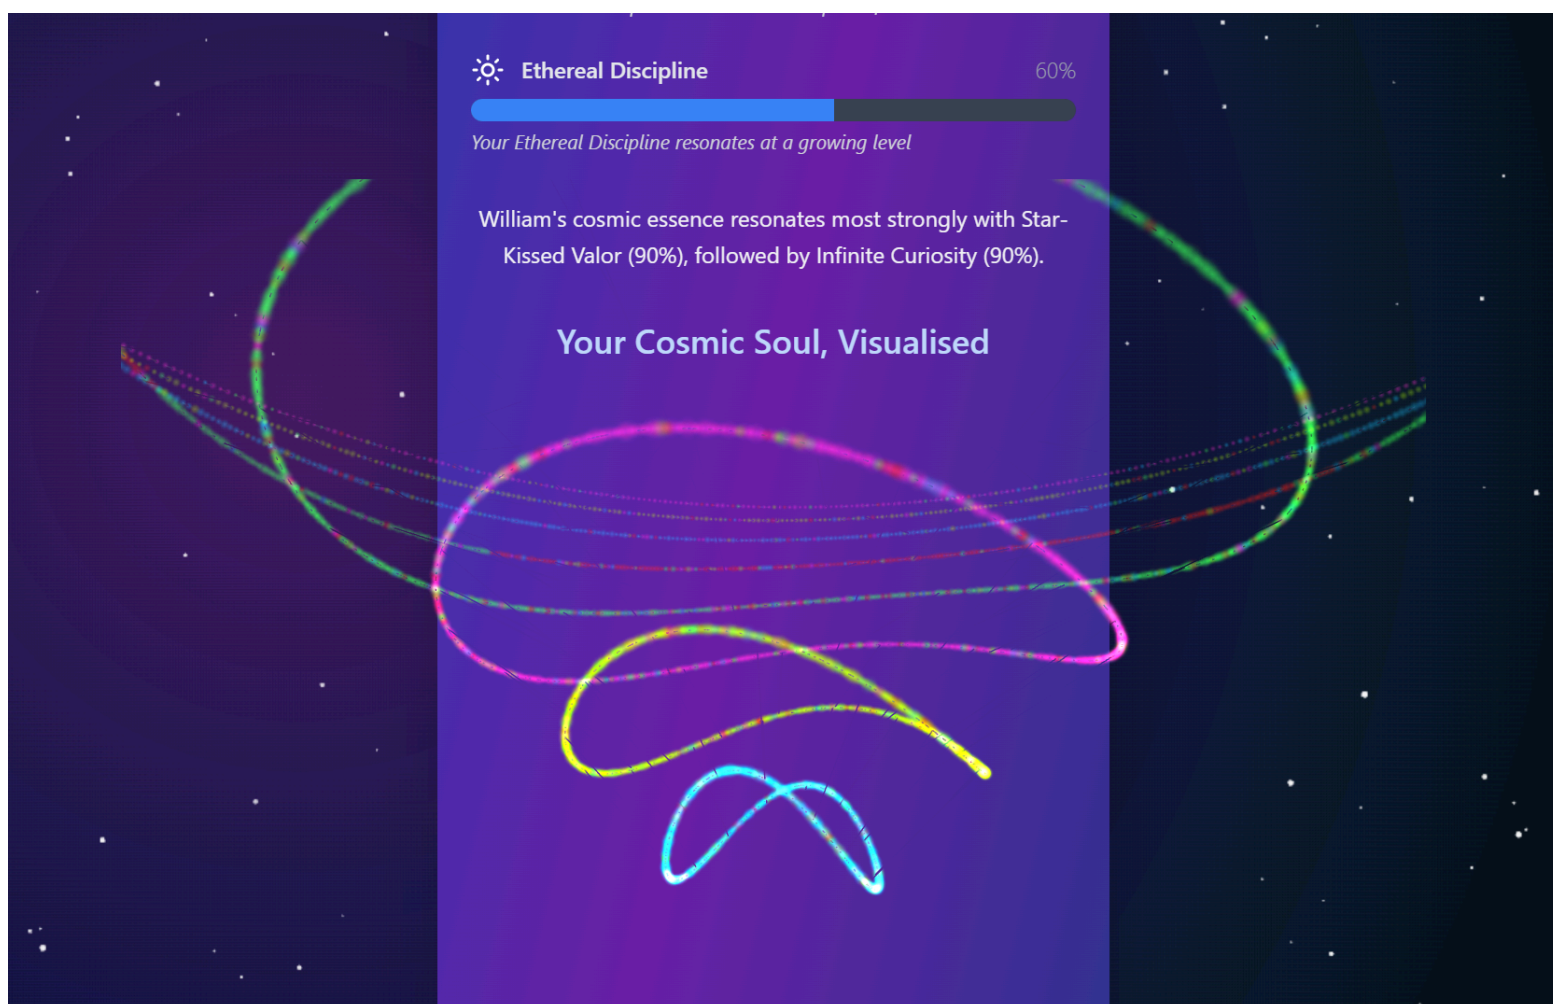 Ethereal Discipline
60%
Your Ethereal Discipline resonates at a growing level
William's cosmic essence resonates most strongly with Star-
Kissed Valor (90%), followed by Infinite Curiosity (90%).
Your Cosmic Soul, Visualised